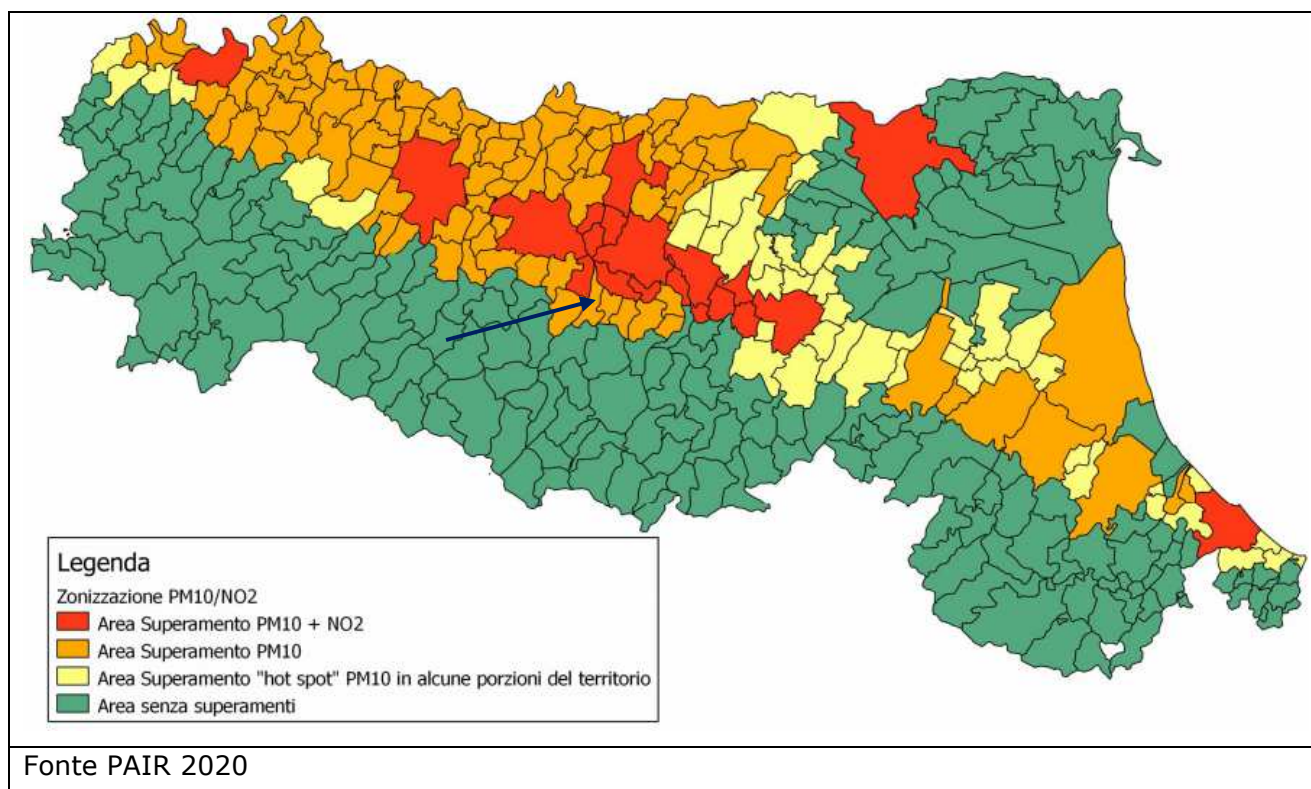 Legenda
Zonizzazione PM10/NO2
Area Superamento PM10 + NO2
Area Superamento PM10
Area Superamento "hot spot" PM10 in alcune porzioni del territorio
Area senza superamenti
Fonte PAIR 2020